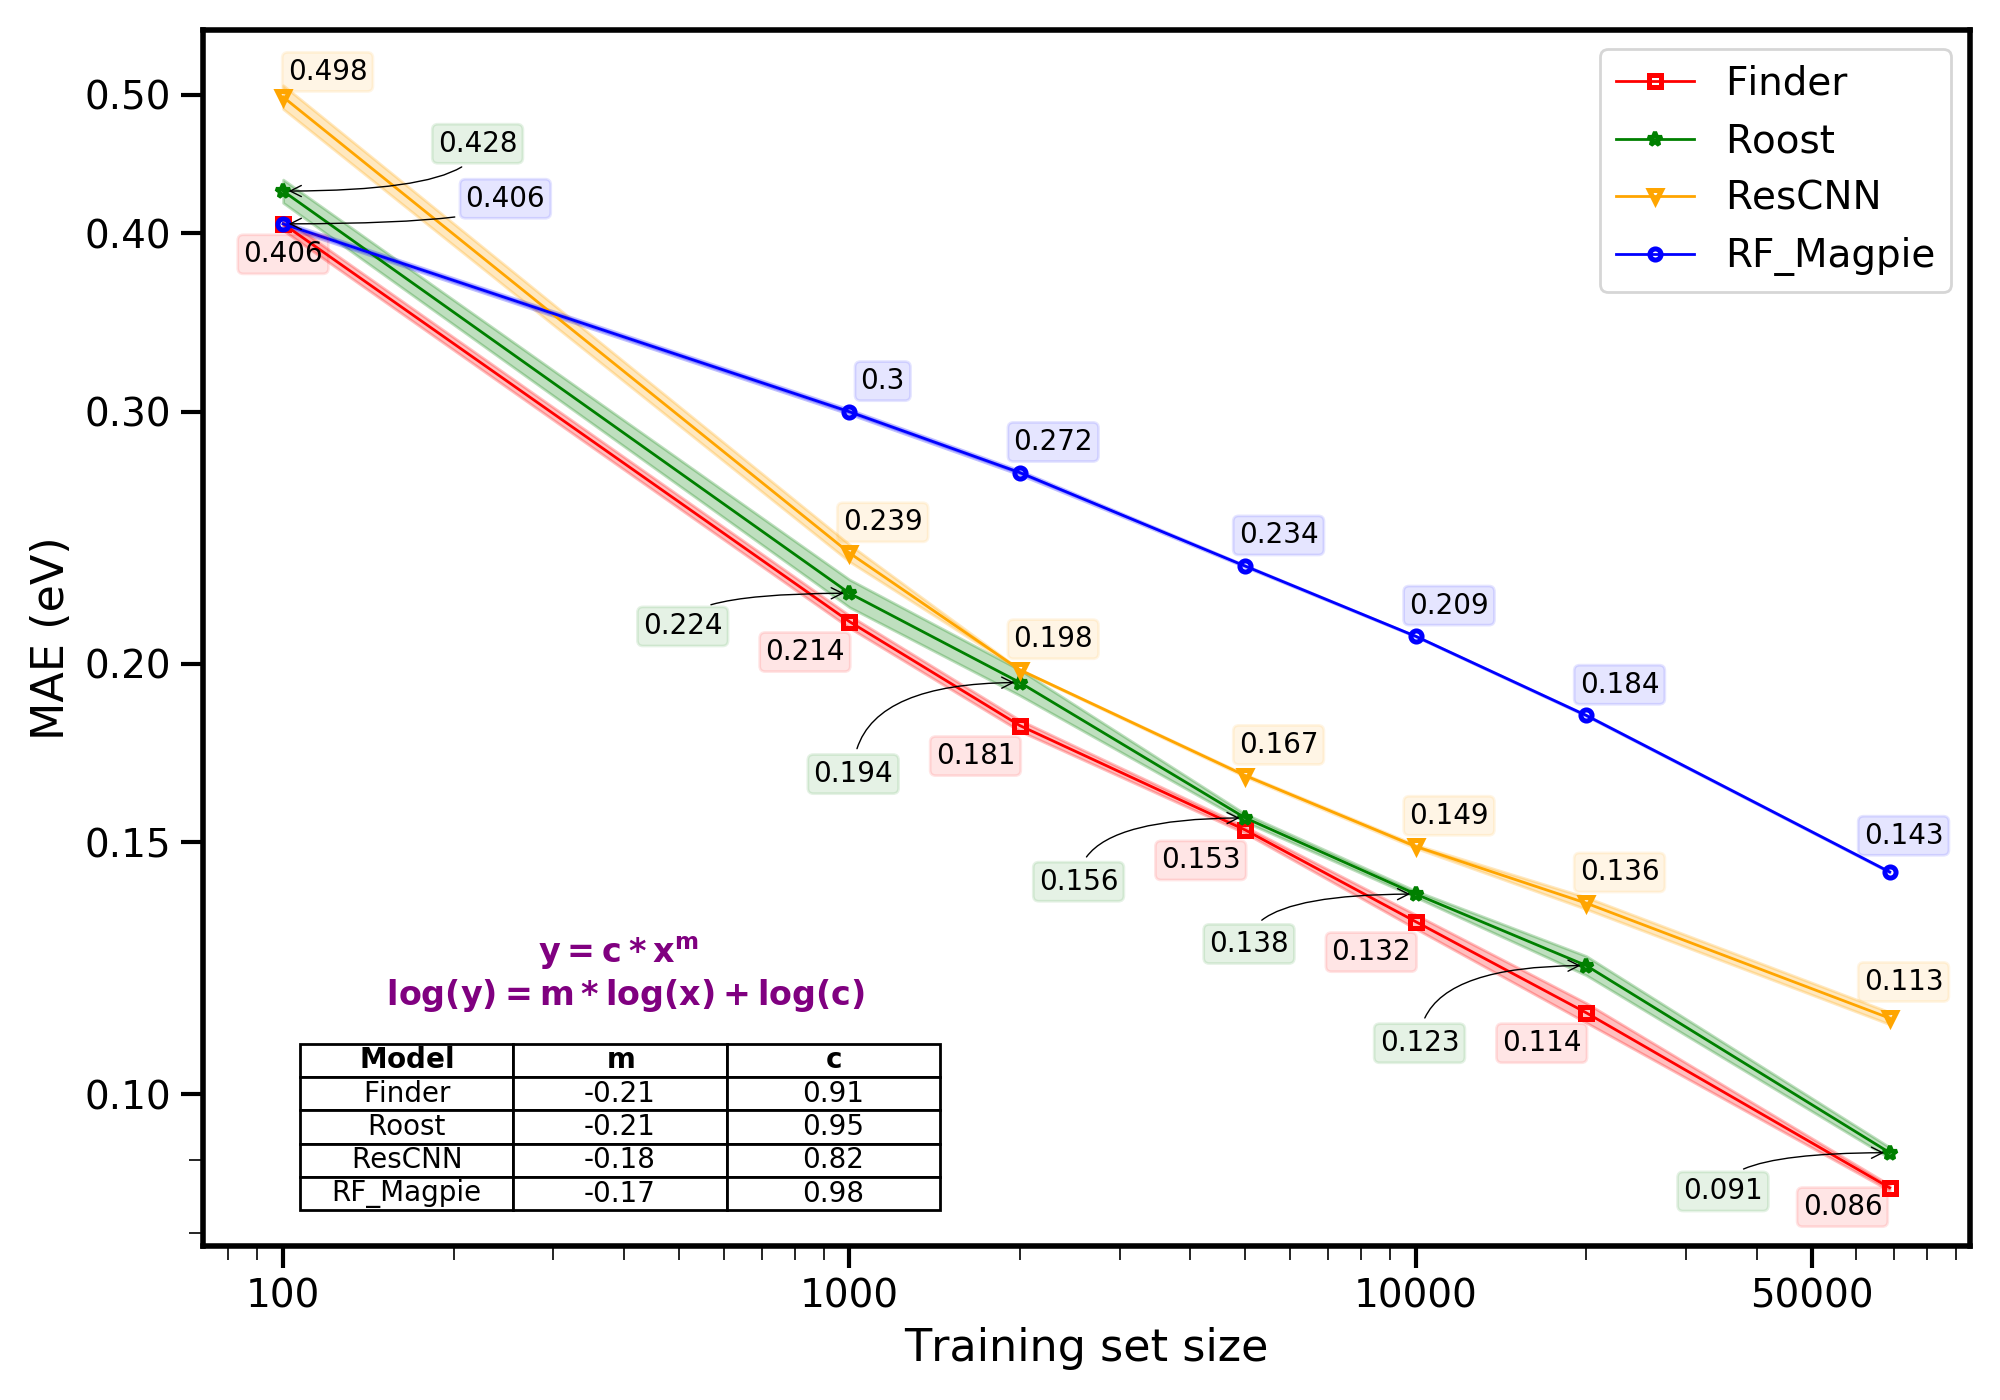 0.498
0.50
Finder
Roost
ResCNN
RF_Magpie
0.428
0.406
0.40
0.406
0.3
0.30
0.272
0.239
0.234
0.224
0.214
0.209
0.20
0.198
0.194
0.181
0.184
MAE (eV)
0.167
0.156
0.153
0.15
0.149
0.143
0.138
0.132
0.136
0.123
0.114
0.113
y = c * x^m
log(y) = m * log(x) + log(c)
Model m c
Finder -0.21 0.91
Roost -0.21 0.95
ResCNN -0.18 0.82
RF_Magpie -0.17 0.98
0.10
0.091
0.086
100 1000 10000 50000
Training set size